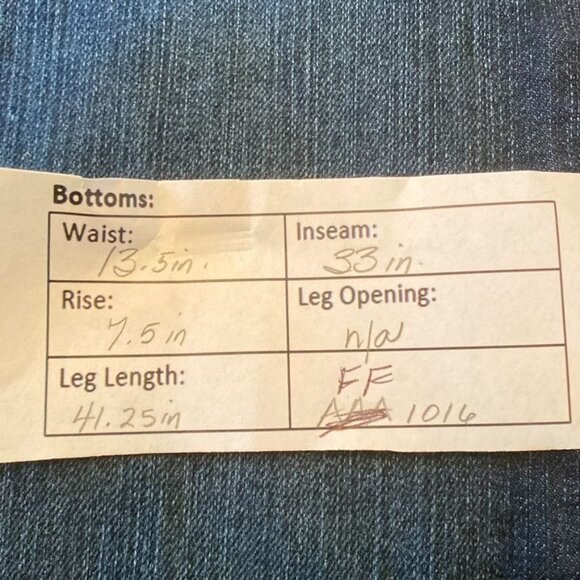 Bottoms:
Waist:
13.5in.
Inseam:
33 in.
Rise:
7.5 in
Leg Opening:
n/a
Leg Length:
41.25in
FF
AAA 1016